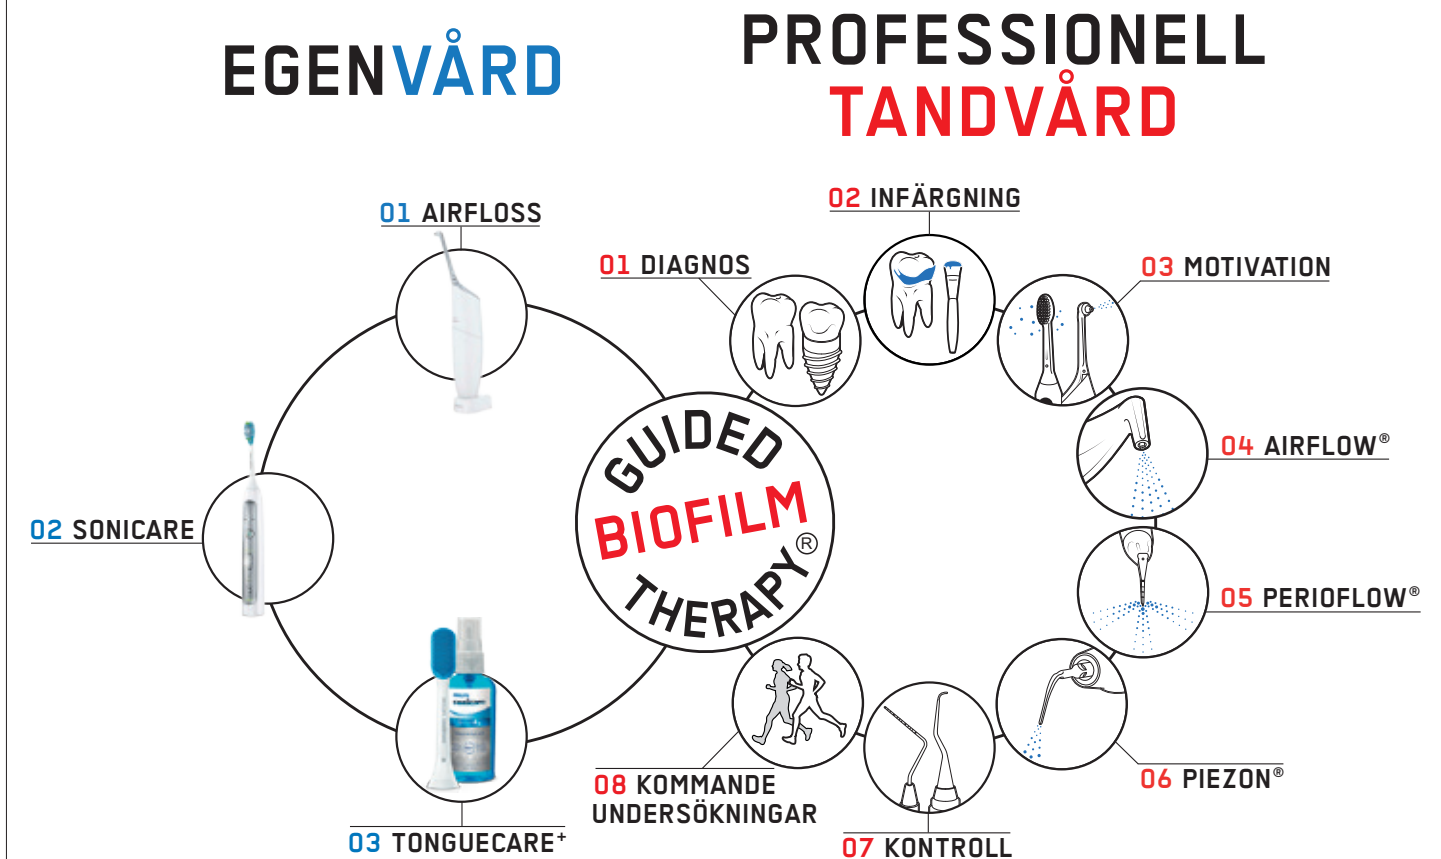 EGENVÅRD
PROFESSIONELL
TANDVÅRD
01 AIRFLOSS
02 SONICARE
03 TONGUECARE+
GUIDED
BIOFILM
THERAPY®
01 DIAGNOS
02 INFÄRGNING
03 MOTIVATION
04 AIRFLOW®
05 PERIOFLOW®
06 PIEZON®
07 KONTROLL
08 KOMMANDE
UNDERSÖKNINGAR
sonicare